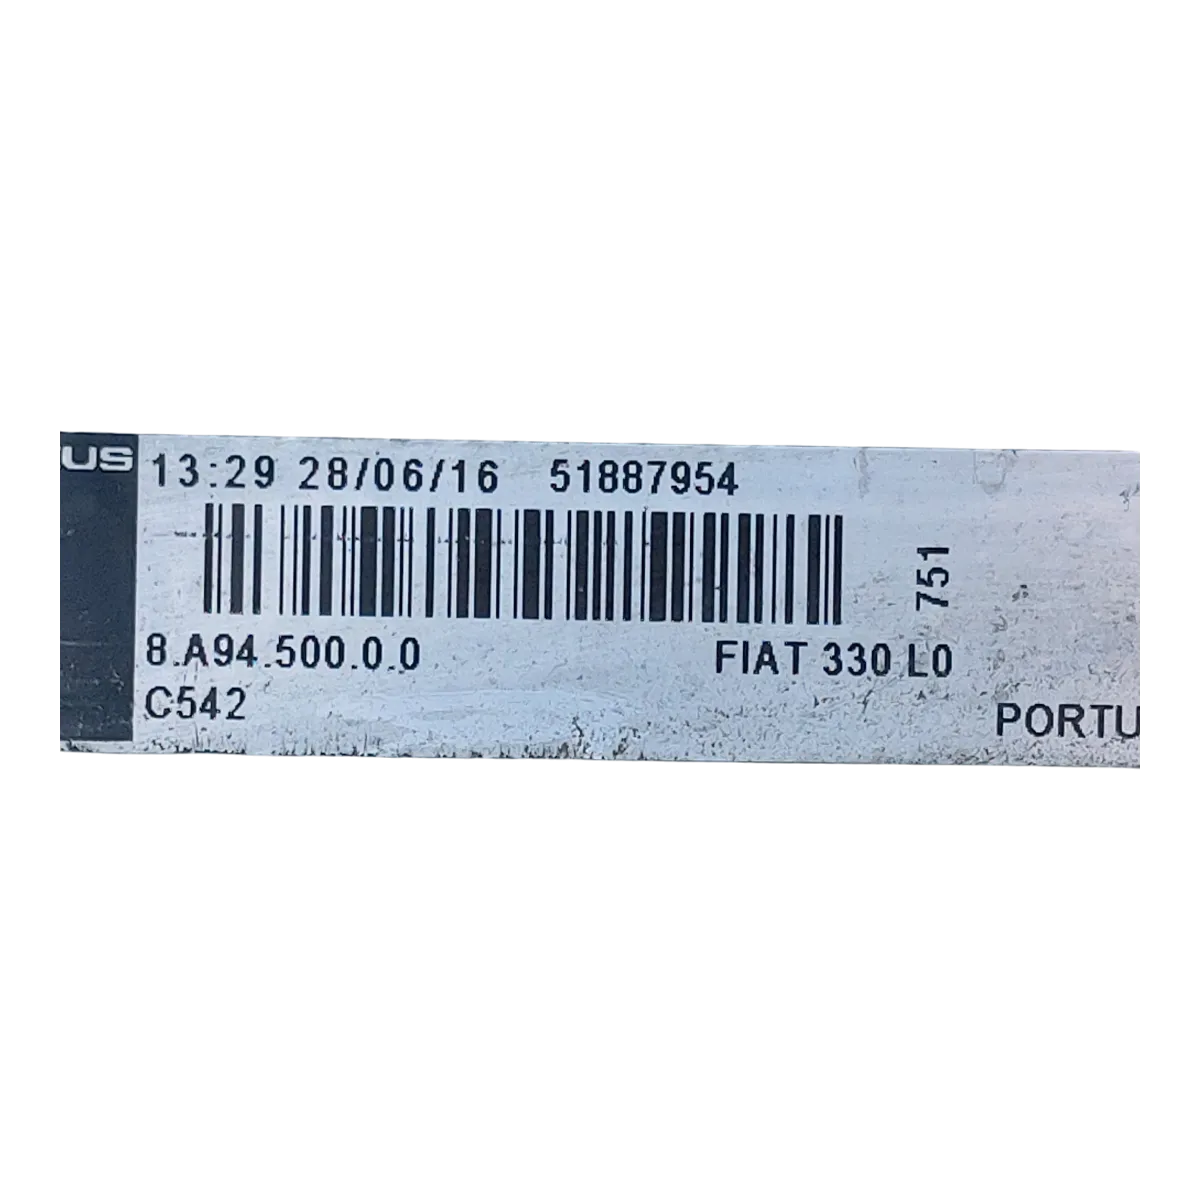 US
13:29 28/06/16 51887954
751
8.A94.500.0.0 FIAT 330 L0
C542
PORTU